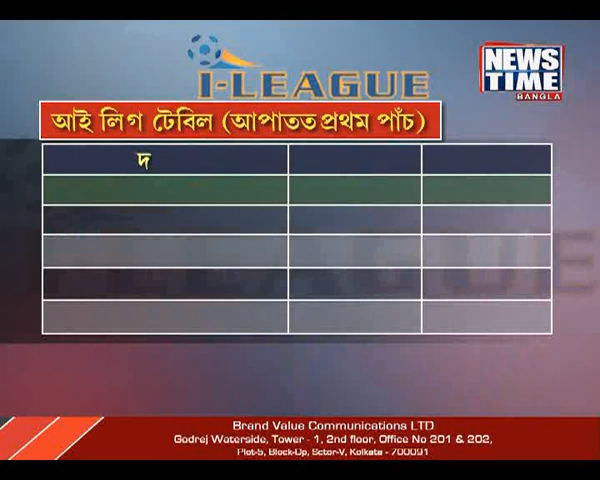 I-LEAGUE
NEWS
TIME
BANGLA
আই লিগ টেবিল (আপাতত প্রথম পাঁচ)
দ
Brand Value Communications LTD
Godrej Waterside, Tower - 1, 2nd floor, Office No 201 & 202,
Plot-5, Block-Dp, Sctor-V, Kolkata - 700091